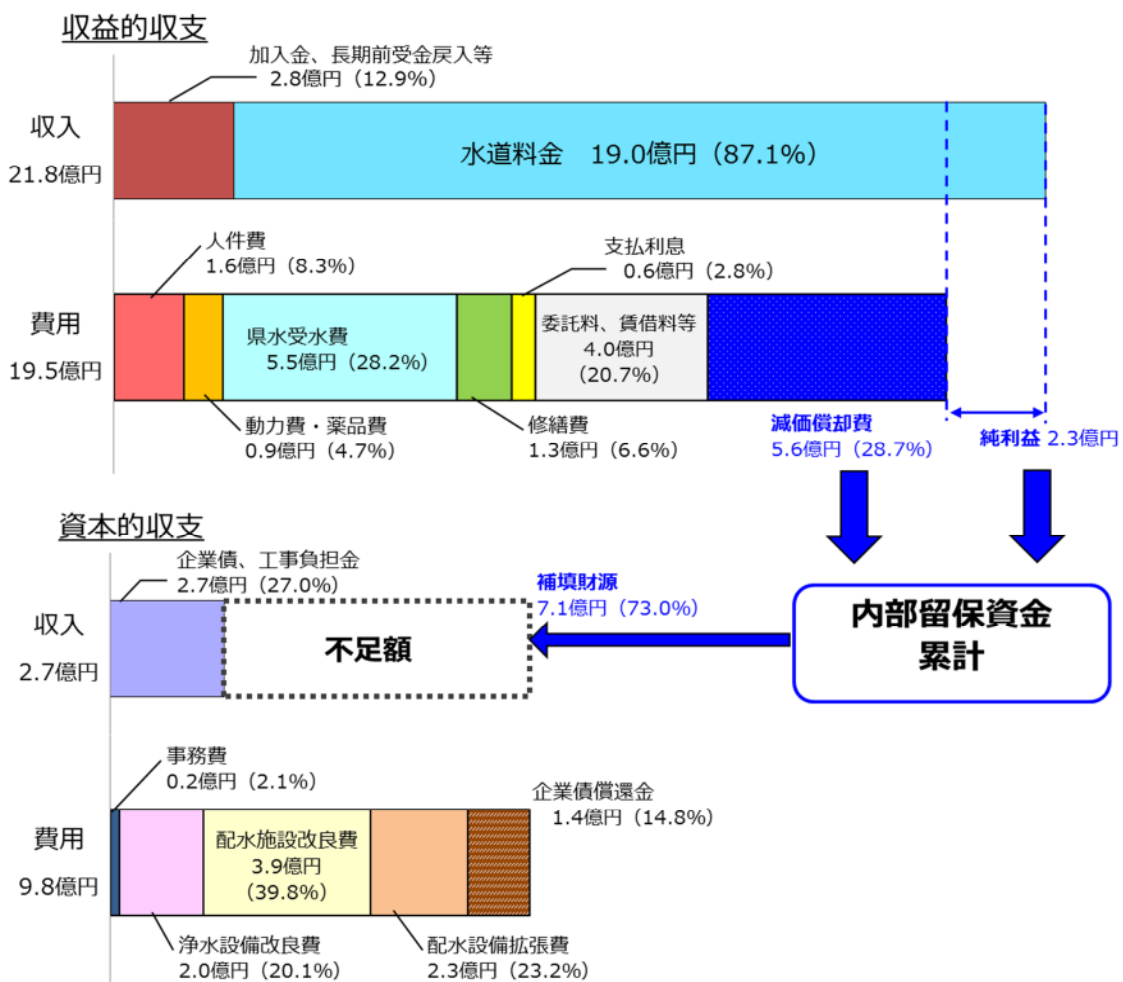 収益的収支
加入金、長期前受金戻入等
2.8億円（12.9%）
収入
21.8億円
水道料金　19.0億円（87.1%）
人件費
1.6億円（8.3%）
支払利息
0.6億円（2.8%）
費用
19.5億円
県水受水費
5.5億円（28.2%）
委託料、賃借料等
4.0億円
（20.7%）
動力費・薬品費
0.9億円（4.7%）
修繕費
1.3億円（6.6%）
減価償却費
5.6億円（28.7%）
純利益 2.3億円
資本的収支
企業債、工事負担金
2.7億円（27.0%）
収入
2.7億円
不足額
補填財源
7.1億円（73.0%）
内部留保資金
累計
事務費
0.2億円（2.1%）
企業債償還金
1.4億円（14.8%）
費用
9.8億円
配水施設改良費
3.9億円
（39.8%）
浄水設備改良費
2.0億円（20.1%）
配水設備拡張費
2.3億円（23.2%）